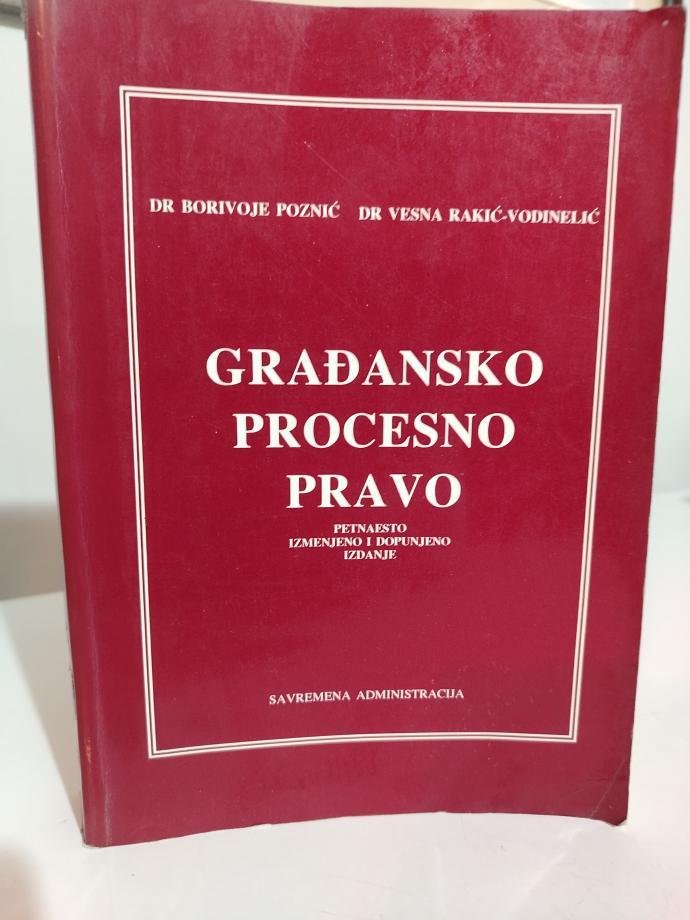 DR BORIVOJE POZNIĆ DR VESNA RAKIĆ-VODINELIĆ
GRAĐANSKO
PROCESNO
PRAVO
PETNAESTO
IZMENJENO I DOPUNJENO
IZDANJE
SAVREMENA ADMINISTRACIJA